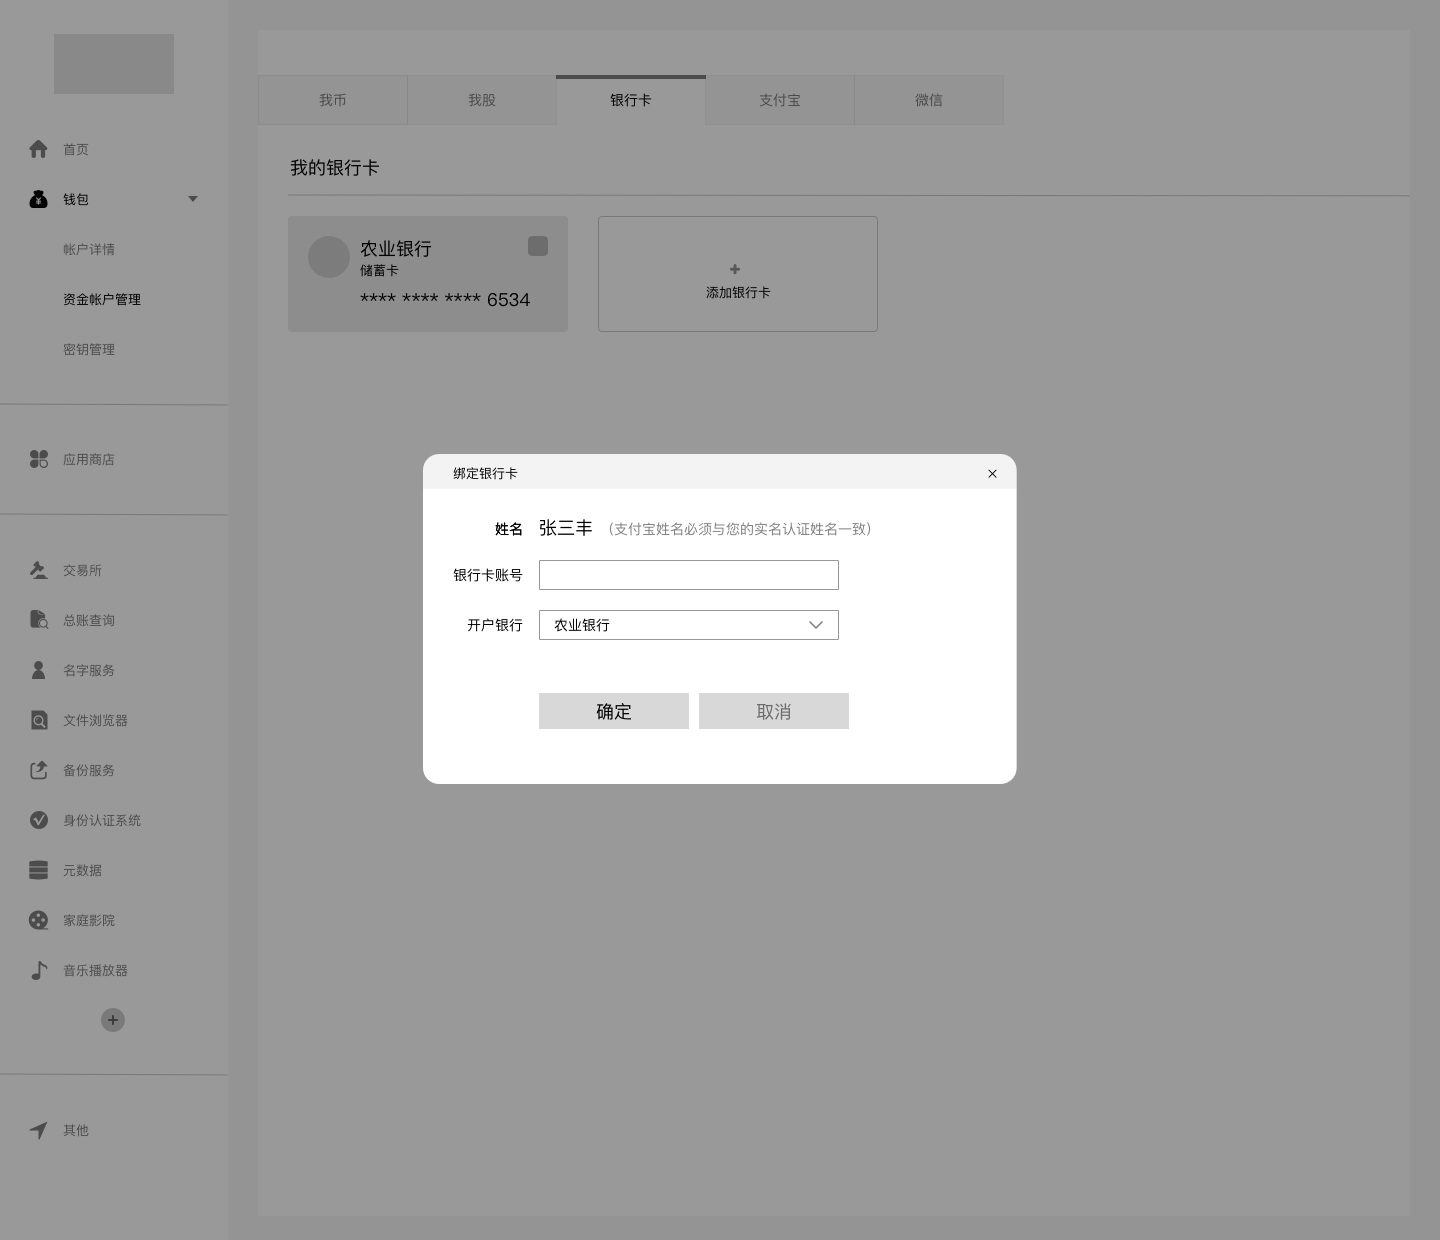 首页
钱包
帐户详情
资金帐户管理
密钥管理
应用商店
交易所
总账查询
名字服务
文件浏览器
备份服务
身份认证系统
元数据
家庭影院
音乐播放器
其他
我币
我股
银行卡
支付宝
微信
我的银行卡
农业银行
储蓄卡
**** **** **** 6534
添加银行卡
绑定银行卡
姓名 张三丰 （支付宝姓名必须与您的实名认证姓名一致）
银行卡账号
开户银行 农业银行
确定 取消